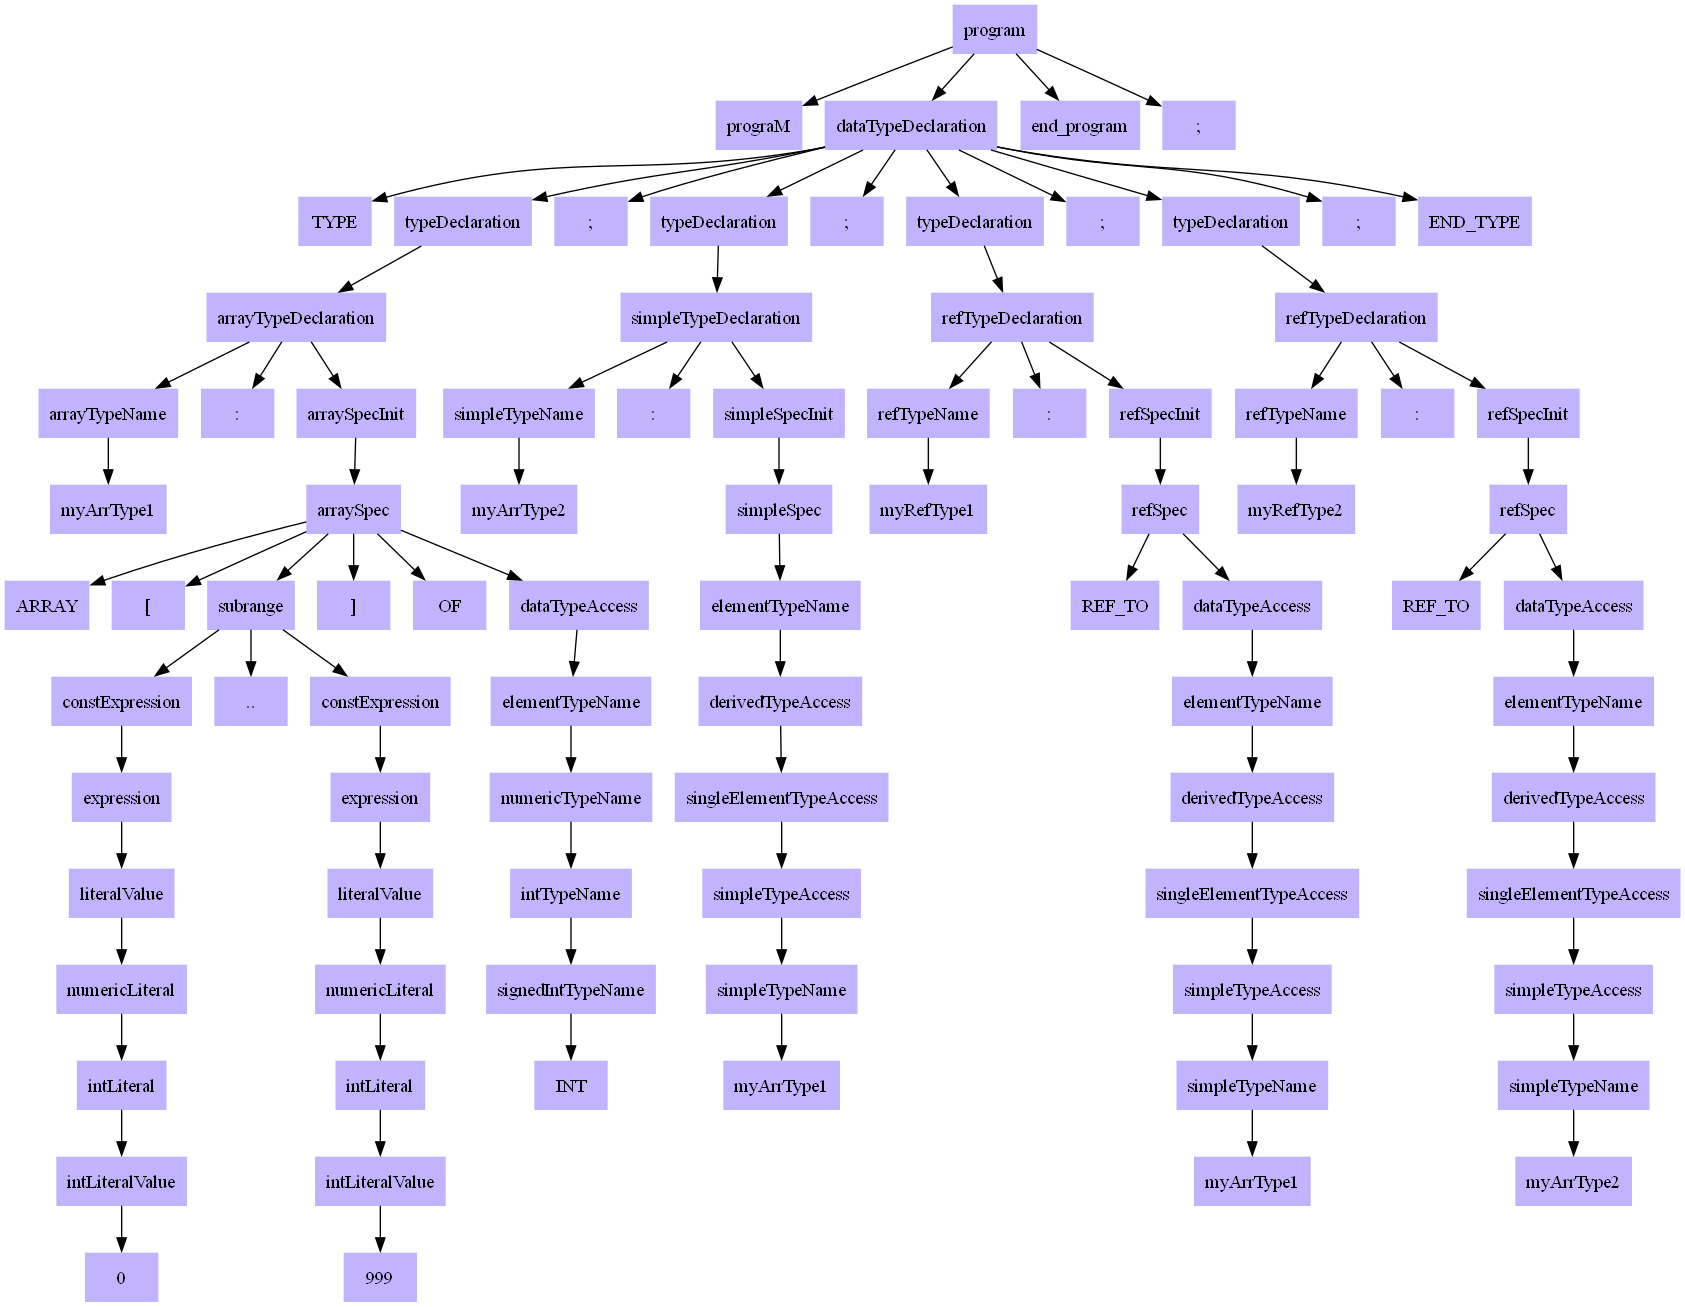 program
prograM dataTypeDeclaration end_program ;
TYPE typeDeclaration ; typeDeclaration ; typeDeclaration ; typeDeclaration ; END_TYPE
arrayTypeDeclaration simpleTypeDeclaration refTypeDeclaration refTypeDeclaration
arrayTypeName : arraySpecInit simpleTypeName : simpleSpecInit refTypeName : refSpecInit refTypeName : refSpecInit
myArrType1 arraySpec myArrType2 simpleSpec myRefType1 refSpec myRefType2 refSpec
ARRAY [ subrange ] OF dataTypeAccess elementTypeName REF_TO dataTypeAccess REF_TO dataTypeAccess
constExpression .. constExpression elementTypeName derivedTypeAccess elementTypeName elementTypeName
expression expression numericTypeName singleElementTypeAccess derivedTypeAccess derivedTypeAccess
literalValue literalValue intTypeName simpleTypeAccess singleElementTypeAccess singleElementTypeAccess
numericLiteral numericLiteral signedIntTypeName simpleTypeName simpleTypeAccess simpleTypeAccess
intLiteral intLiteral INT myArrType1 simpleTypeName simpleTypeName
intLiteralValue intLiteralValue myArrType1 myArrType2
0 999